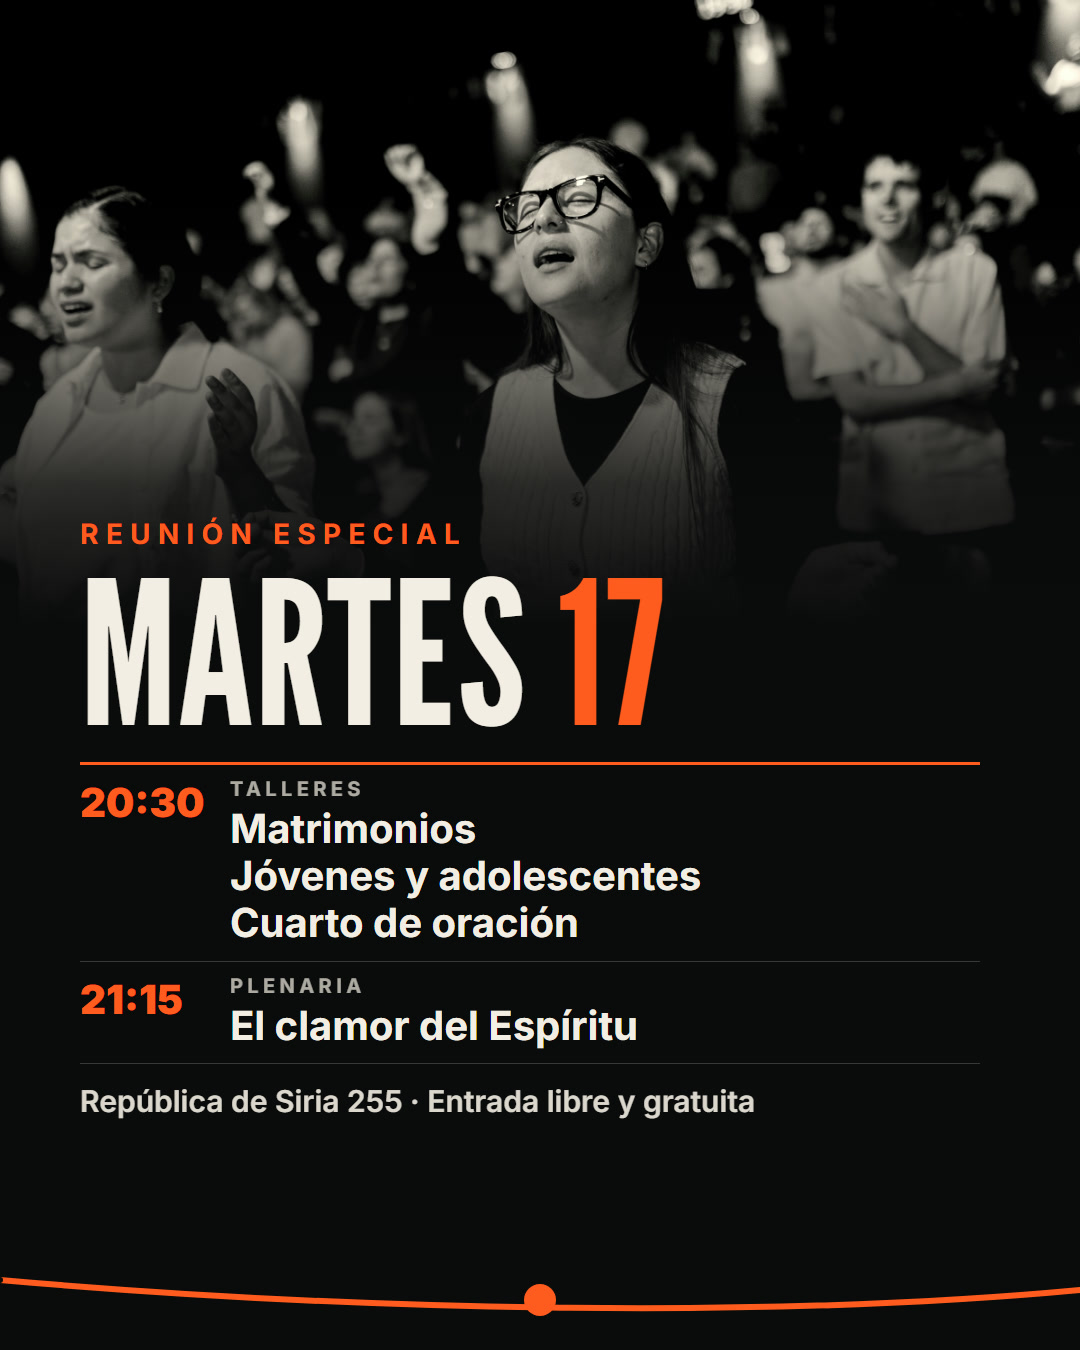 REUNIÓN ESPECIAL
MARTES 17
20:30
TALLERES
Matrimonios
Jóvenes y adolescentes
Cuarto de oración
21:15
PLENARIA
El clamor del Espíritu
República de Siria 255 · Entrada libre y gratuita